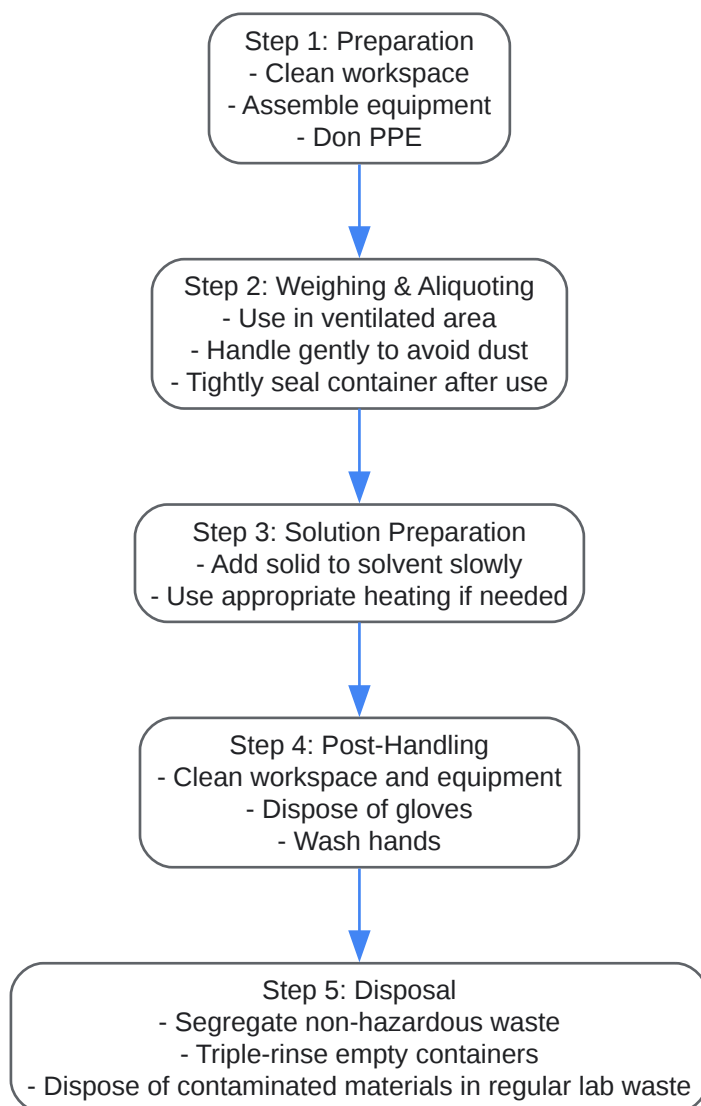 Step 1: Preparation
- Clean workspace
- Assemble equipment
- Don PPE
Step 2: Weighing & Aliquoting
- Use in ventilated area
- Handle gently to avoid dust
- Tightly seal container after use
Step 3: Solution Preparation
- Add solid to solvent slowly
- Use appropriate heating if needed
Step 4: Post-Handling
- Clean workspace and equipment
- Dispose of gloves
- Wash hands
Step 5: Disposal
- Segregate non-hazardous waste
- Triple-rinse empty containers
- Dispose of contaminated materials in regular lab waste